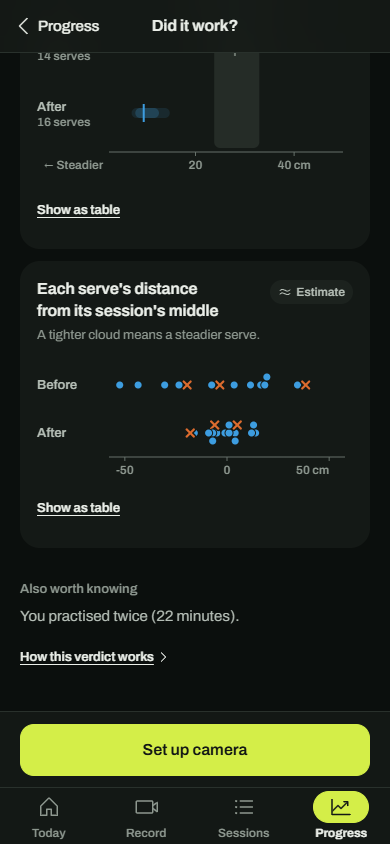 Progress
Did it work?
14 serves
After
16 serves
← Steadier
20
40 cm
Show as table
Each serve's distance
from its session's middle
Estimate
A tighter cloud means a steadier serve.
Before
After
-50
0
50 cm
Show as table
Also worth knowing
You practised twice (22 minutes).
How this verdict works
Set up camera
Today
Record
Sessions
Progress